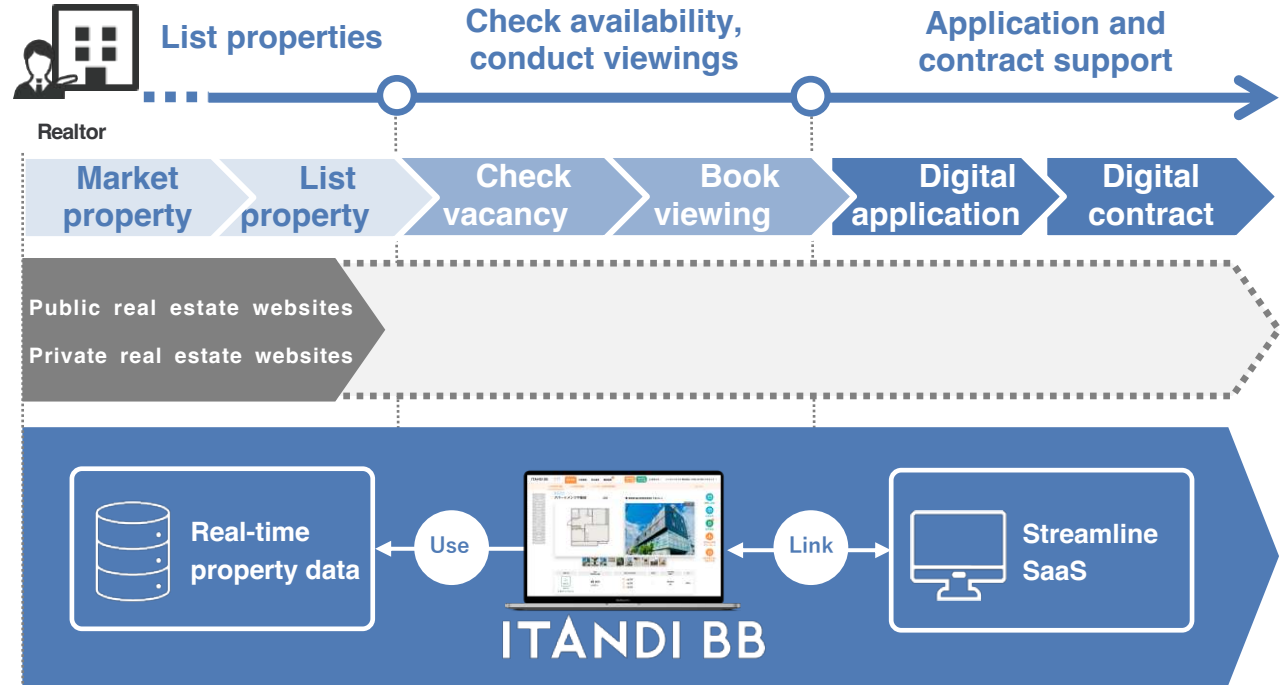 List properties
Check availability,
conduct viewings
Application and
contract support
Realtor
Market
property
List
property
Check
vacancy
Book
viewing
Digital
application
Digital
contract
Public real estate websites
Private real estate websites
Real-time
property data
Use
ITANDI BB
Link
Streamline
SaaS
ITANDI BB